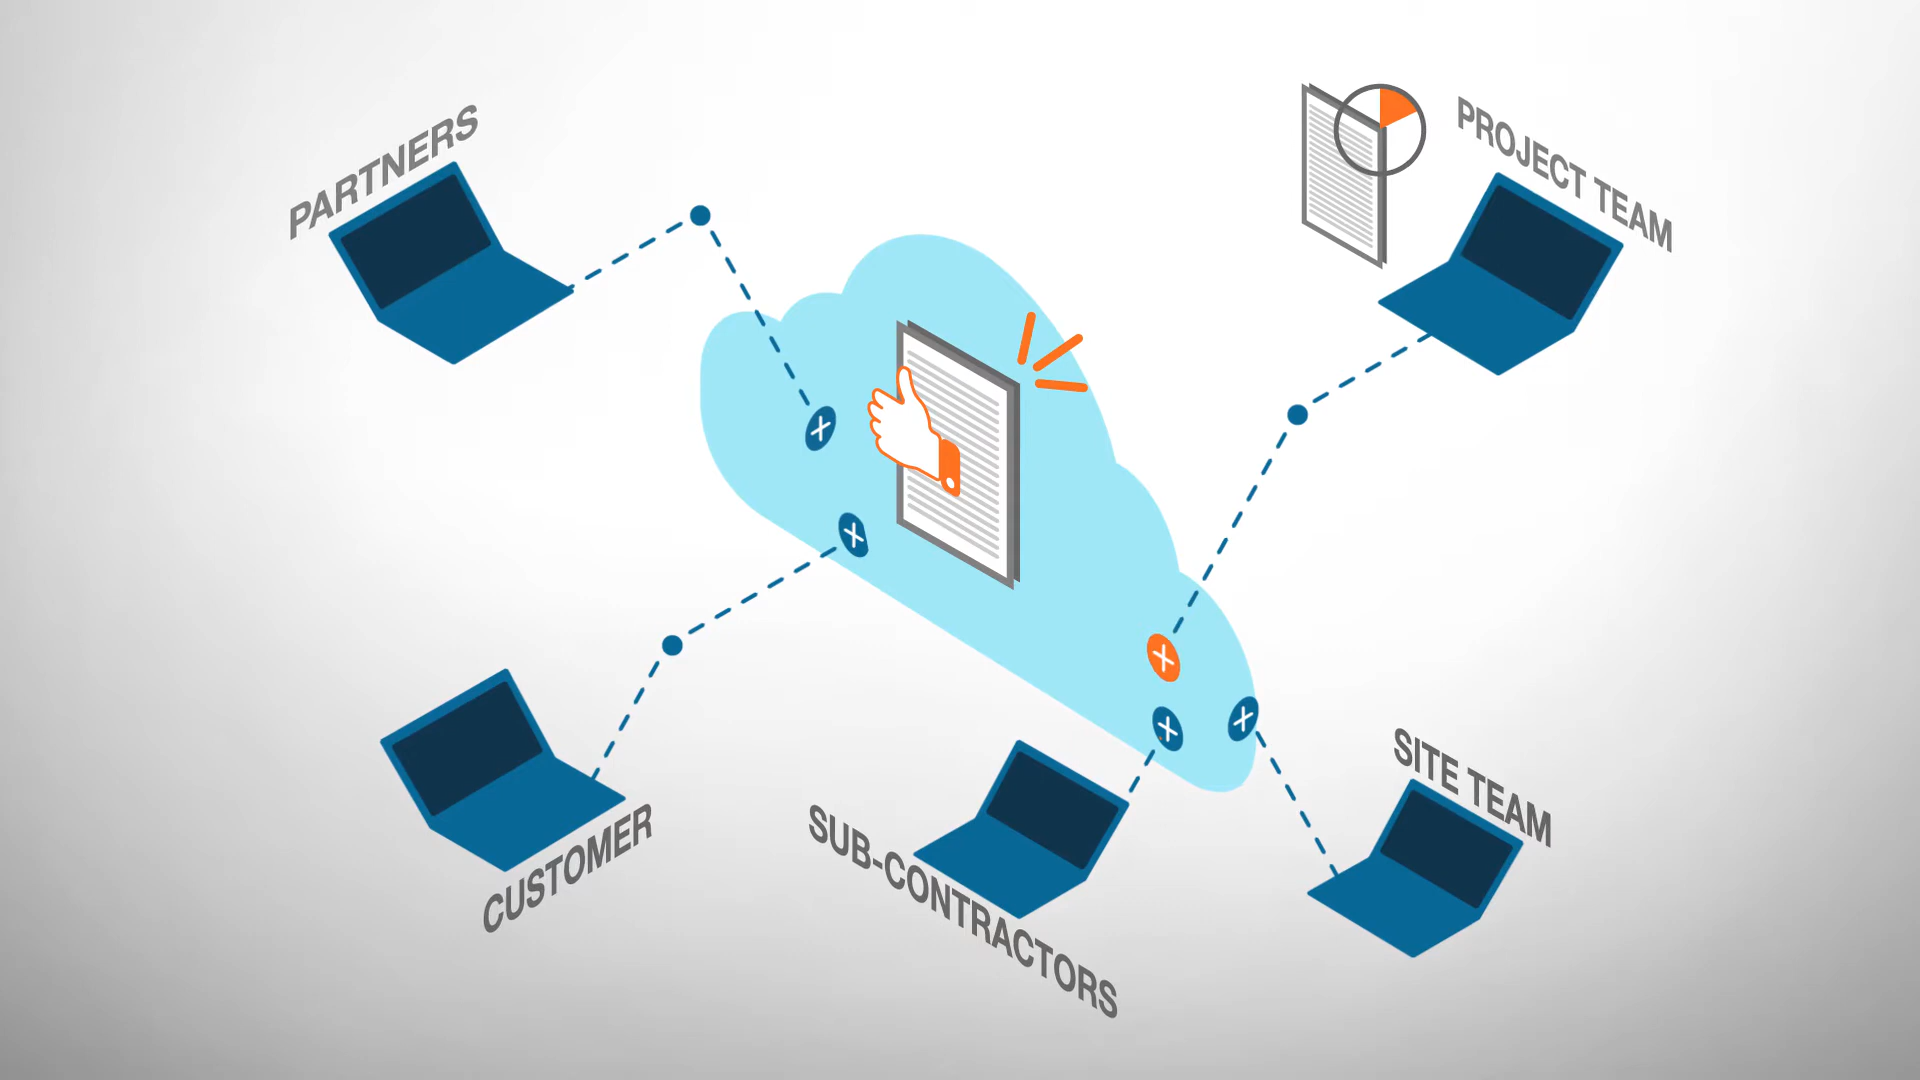 PARTNERS
PROJECT TEAM
SITE TEAM
CUSTOMER
SUB-CONTRACTORS